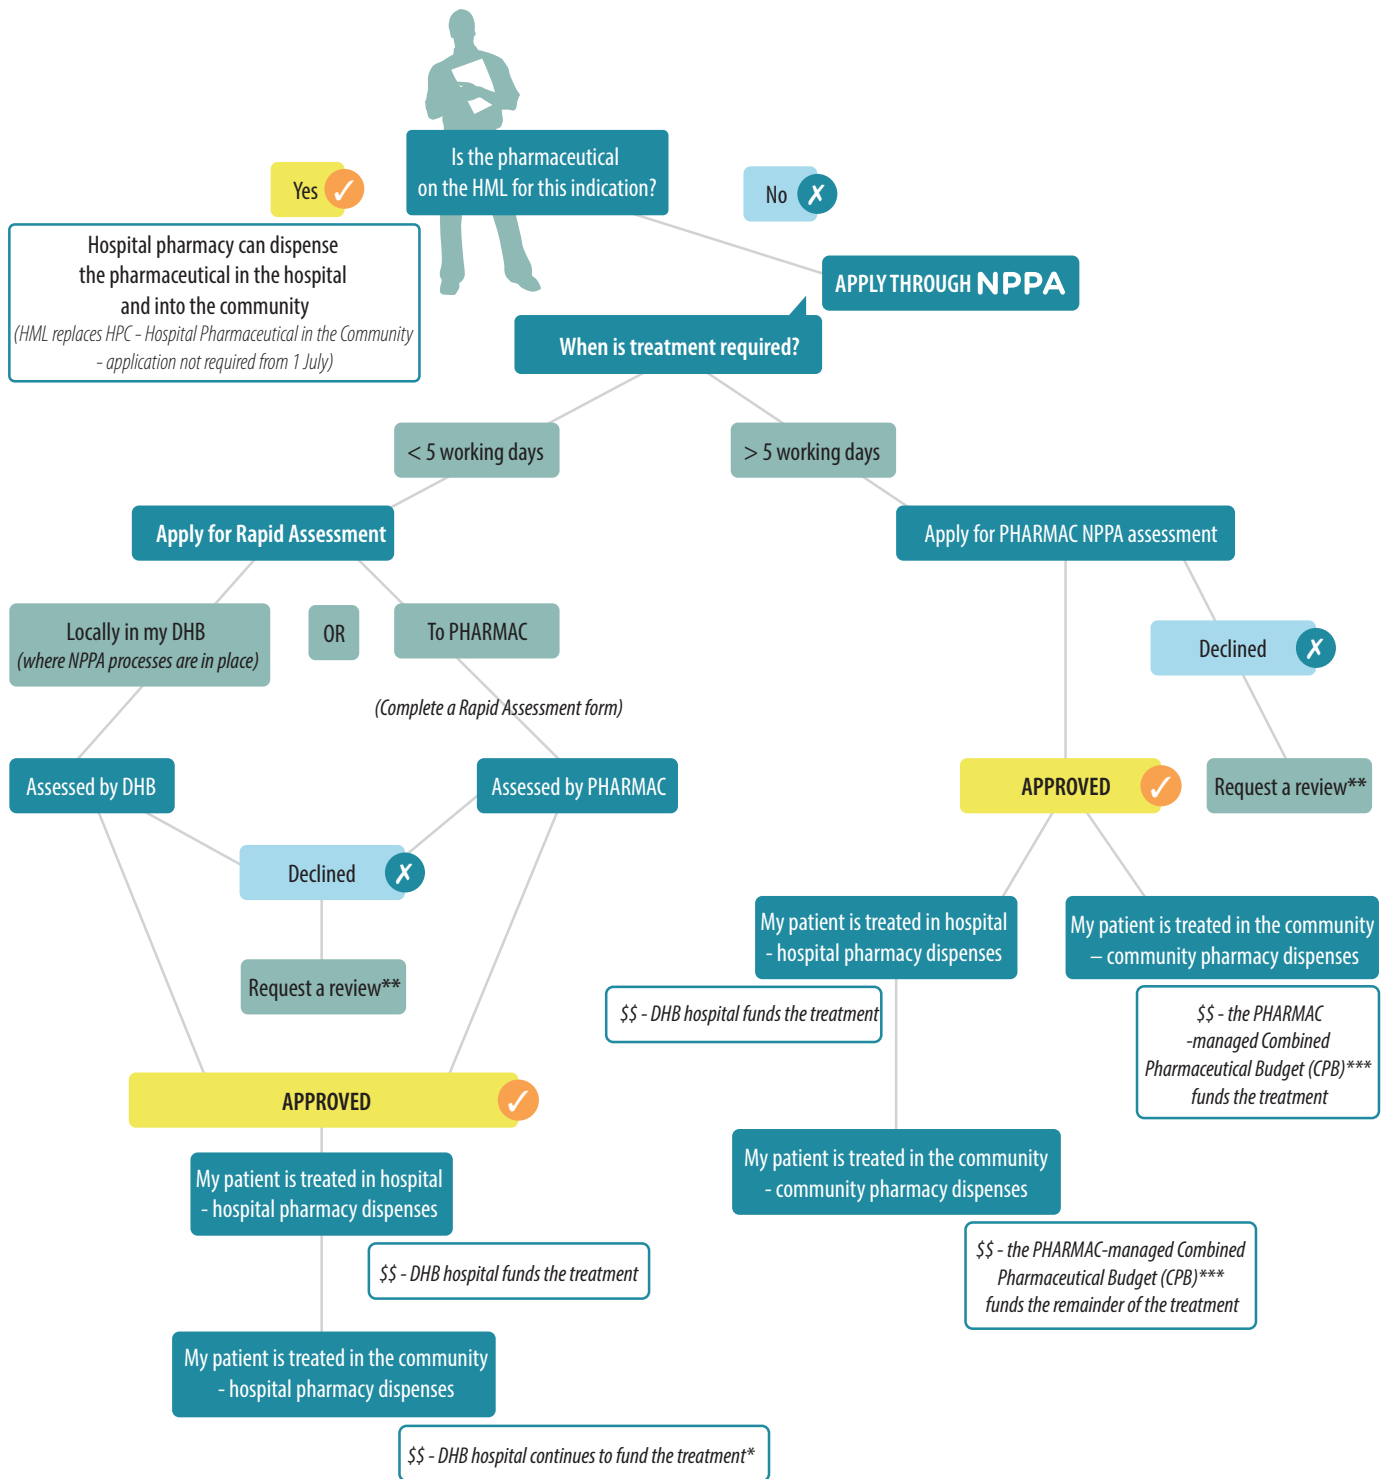 Is the pharmaceutical
on the HML for this indication?
Yes ✓
No ✗
Hospital pharmacy can dispense
the pharmaceutical in the hospital
and into the community
(HML replaces HPC - Hospital Pharmaceutical in the Community
- application not required from 1 July)
APPLY THROUGH NPPA
When is treatment required?
< 5 working days
> 5 working days
Apply for Rapid Assessment
Apply for PHARMAC NPPA assessment
Locally in my DHB
(where NPPA processes are in place)
OR
To PHARMAC
Declined ✗
(Complete a Rapid Assessment form)
Assessed by DHB
Assessed by PHARMAC
APPROVED ✓
Request a review**
Declined ✗
Request a review**
My patient is treated in hospital
- hospital pharmacy dispenses
My patient is treated in the community
– community pharmacy dispenses
$$ - DHB hospital funds the treatment
$$ - the PHARMAC
-managed Combined
Pharmaceutical Budget (CPB)***
funds the treatment
APPROVED ✓
My patient is treated in the community
- community pharmacy dispenses
My patient is treated in hospital
- hospital pharmacy dispenses
$$ - the PHARMAC-managed Combined
Pharmaceutical Budget (CPB)***
funds the remainder of the treatment
$$ - DHB hospital funds the treatment
My patient is treated in the community
- hospital pharmacy dispenses
$$ - DHB hospital continues to fund the treatment*